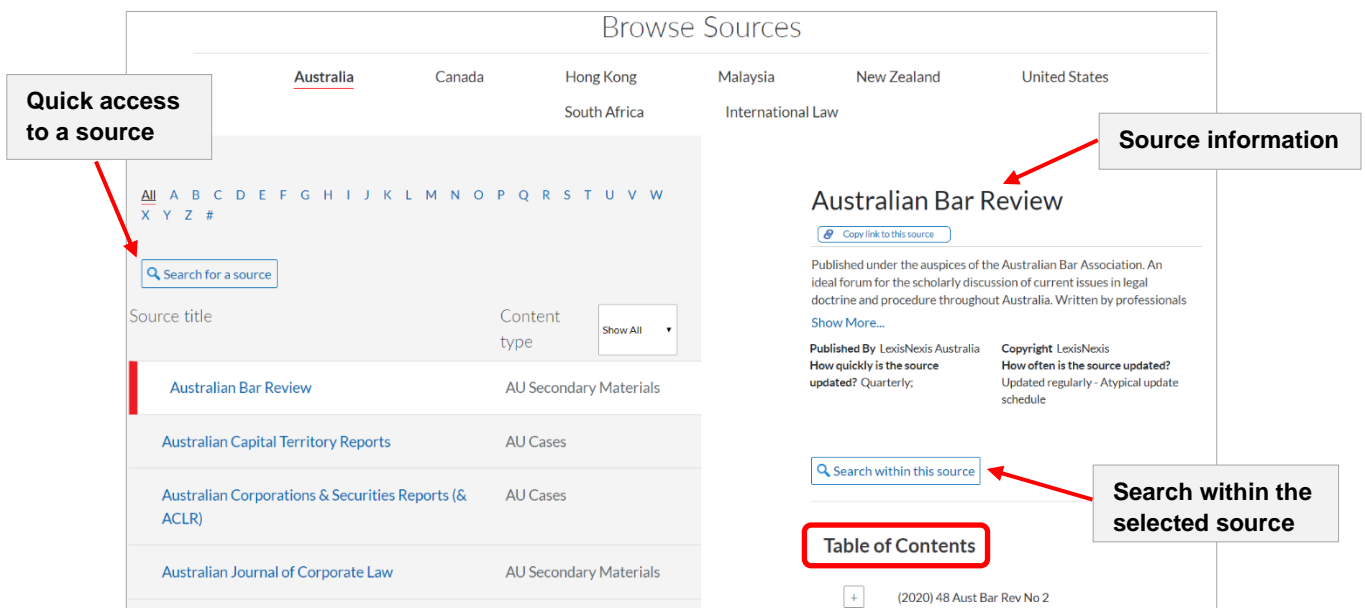 Browse Sources
Australia Canada Hong Kong Malaysia New Zealand United States
South Africa International Law
Quick access
to a source
Source information
All A B C D E F G H I J K L M N O P Q R S T U V W
X Y Z #
Search for a source
Source title
Content
type
Show All
Australian Bar Review AU Secondary Materials
Australian Capital Territory Reports AU Cases
Australian Corporations & Securities Reports (& AU Cases
ACLR)
Australian Journal of Corporate Law AU Secondary Materials
Australian Bar Review
Copy link to this source
Published under the auspices of the Australian Bar Association. An
ideal forum for the scholarly discussion of current issues in legal
doctrine and procedure throughout Australia. Written by professionals
Show More...
Published By LexisNexis Australia
How quickly is the source
updated? Quarterly;
Copyright LexisNexis
How often is the source updated?
Updated regularly - Atypical update
schedule
Search within this source
Search within the
selected source
Table of Contents
+ (2020) 48 Aust Bar Rev No 2